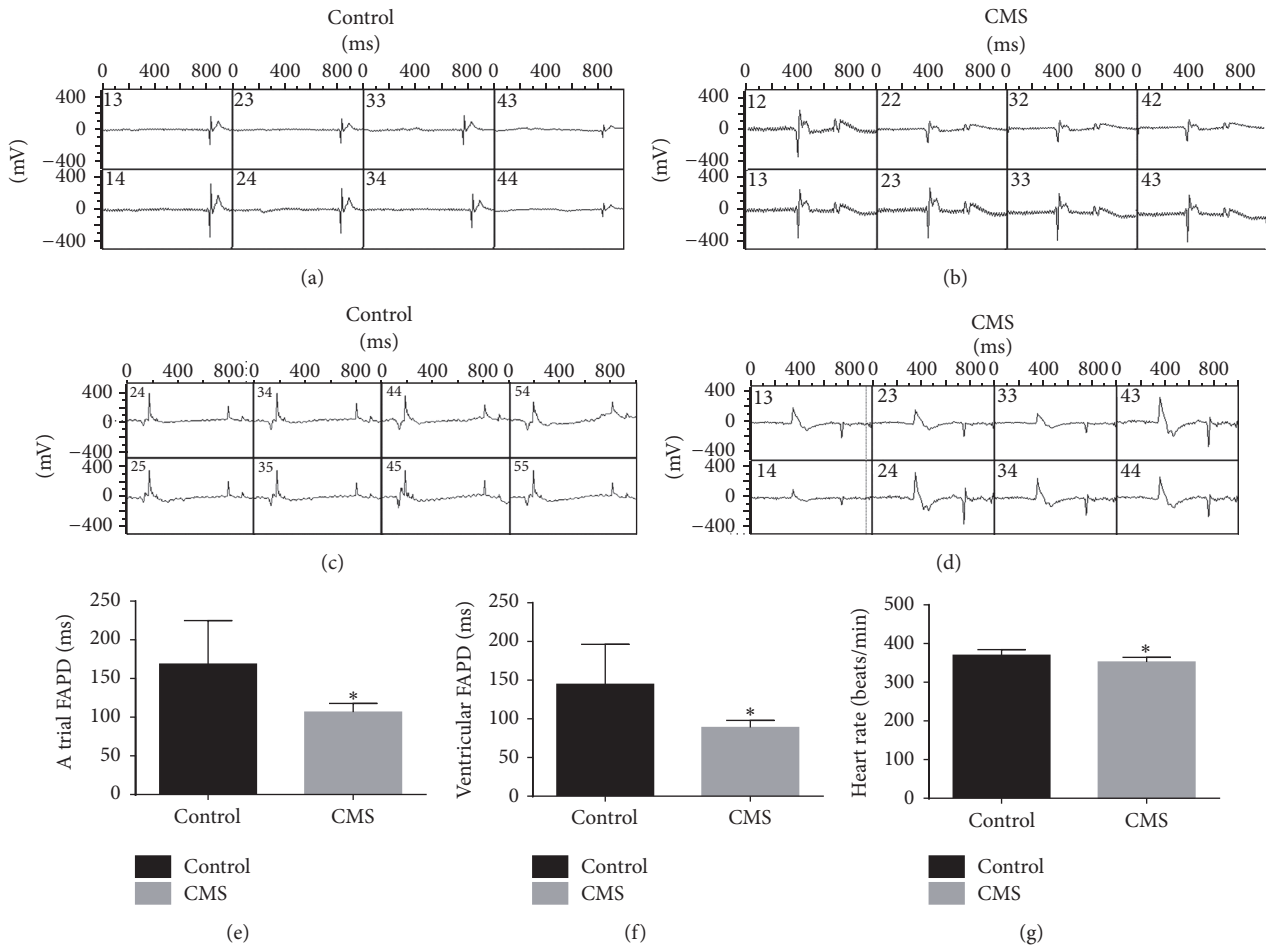 Control
(ms)
0 400 800 0 400 800 0 400 800 0 400 800
(mV)
400
0
−400
400
0
−400
13 23 33 43
14 24 34 44
(a)
CMS
(ms)
0 400 800 0 400 800 0 400 800 0 400 800
(mV)
400
0
−400
400
0
−400
12 22 32 42
13 23 33 43
(b)
Control
(ms)
0 400 800 0 400 800 0 400 800 0 400 800
(mV)
400
0
−400
400
0
−400
24 34 44 54
25 35 45 55
(c)
CMS
(ms)
0 400 800 0 400 800 0 400 800 0 400 800
(mV)
400
0
−400
400
0
−400
13 23 33 43
14 24 34 44
(d)
A trial FAPD (ms)
250
200
150
100
50
0
*
Control CMS
Control
CMS
(e)
Ventricular FAPD (ms)
250
200
150
100
50
0
*
Control CMS
Control
CMS
(f)
Heart rate (beats/min)
500
400
300
200
100
0
*
Control CMS
Control
CMS
(g)